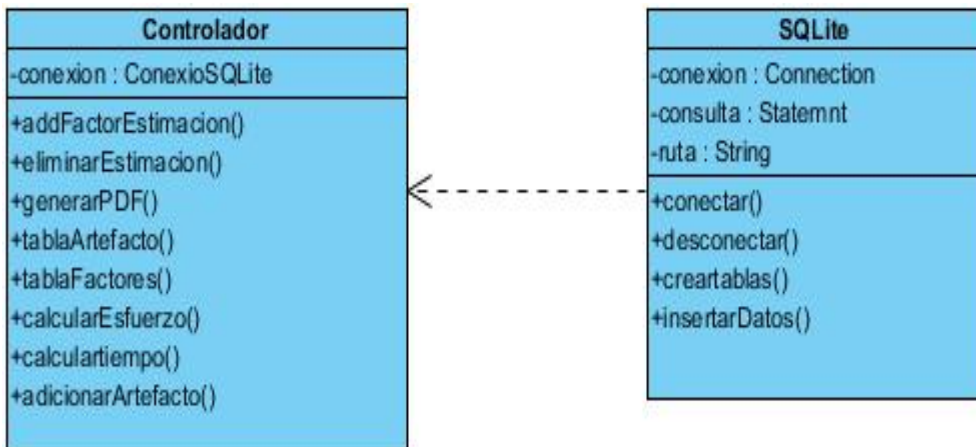 Controlador
-conexion : ConexioSQLite
+addFactorEstimacion()
+eliminarEstimacion()
+generarPDF()
+tablaArtefacto()
+tablaFactores()
+calcularEsfuerzo()
+calculartiempo()
+adicionarArtefacto()
SQLite
-conexion : Connection
-consulta : Statemnt
-ruta : String
+conectar()
+desconectar()
+creartablas()
+insertarDatos()